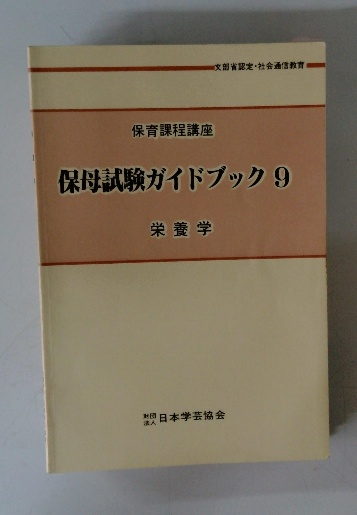 文部省認定・社会通信教育
保育課程講座
保母試験ガイドブック 9
栄養学
財団法人 日本学芸協会